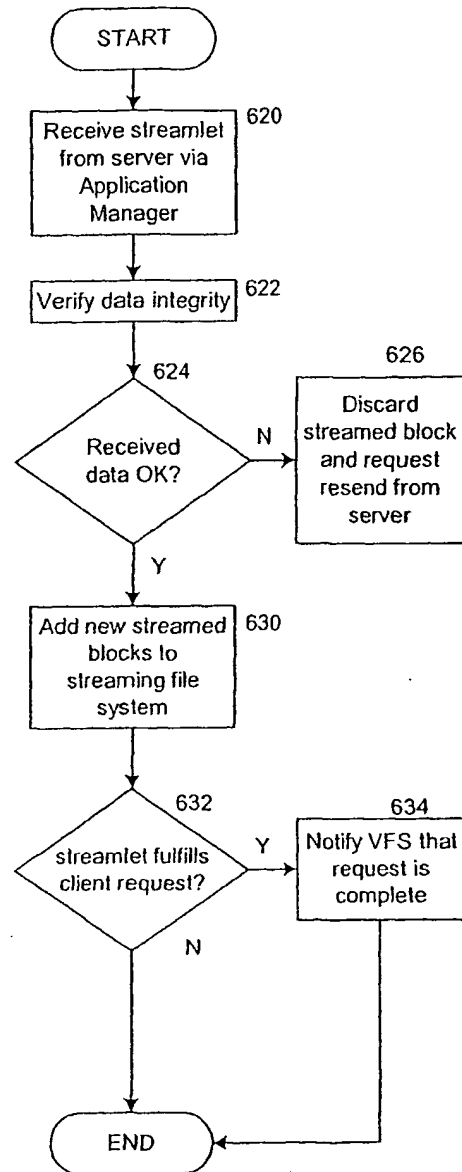 START
620
Receive streamlet
from server via
Application
Manager
Verify data integrity
622
624
Received
data OK?
N
626
Discard
streamed block
and request
resend from
server
Y
Add new streamed
blocks to
streaming file
system
630
632
streamlet fulfills
client request?
Y
634
Notify VFS that
request is
complete
N
END